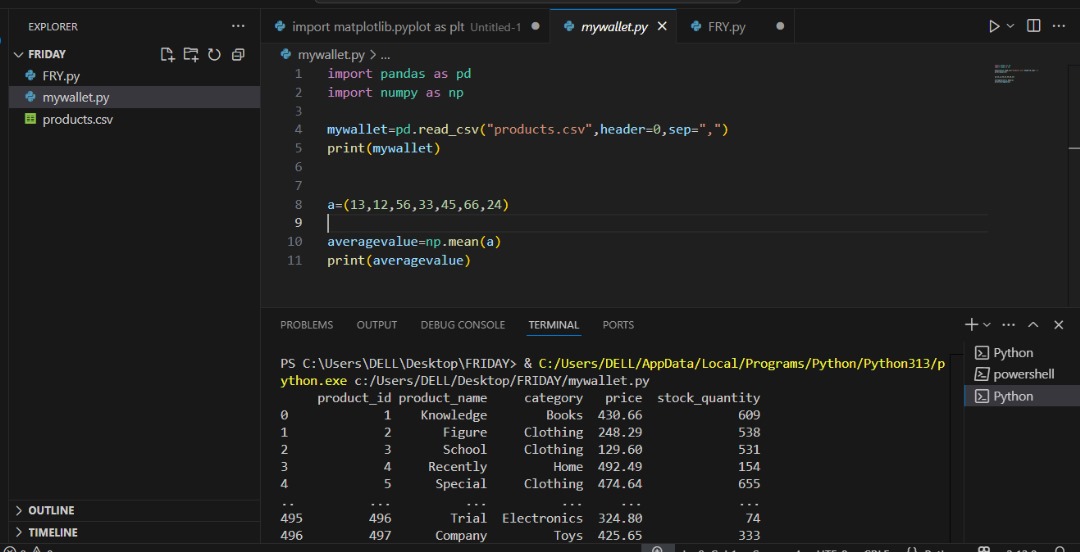 EXPLORER
FRIDAY
FRY.py
mywallet.py
products.csv
OUTLINE
TIMELINE
import matplotlib.pyplot as plt Untitled-1
mywallet.py
FRY.py
mywallet.py > ...
1 import pandas as pd
2 import numpy as np
3
4 mywallet=pd.read_csv("products.csv",header=0,sep=",")
5 print(mywallet)
6
7
8 a=(13,12,56,33,45,66,24)
9
10 averagevalue=np.mean(a)
11 print(averagevalue)
PROBLEMS OUTPUT DEBUG CONSOLE TERMINAL PORTS
PS C:\Users\DELL\Desktop\FRIDAY> & C:/Users/DELL/AppData/Local/Programs/Python/Python313/p
ython.exe c:/Users/DELL/Desktop/FRIDAY/mywallet.py
product_id product_name category price stock_quantity
0 1 Knowledge Books 430.66 609
1 2 Figure Clothing 248.29 538
2 3 School Clothing 129.60 531
3 4 Recently Home 492.49 154
4 5 Special Clothing 474.64 655
.. ... ... ... ... ...
495 496 Trial Electronics 324.80 74
496 497 Company Toys 425.65 333
Python
powershell
Python